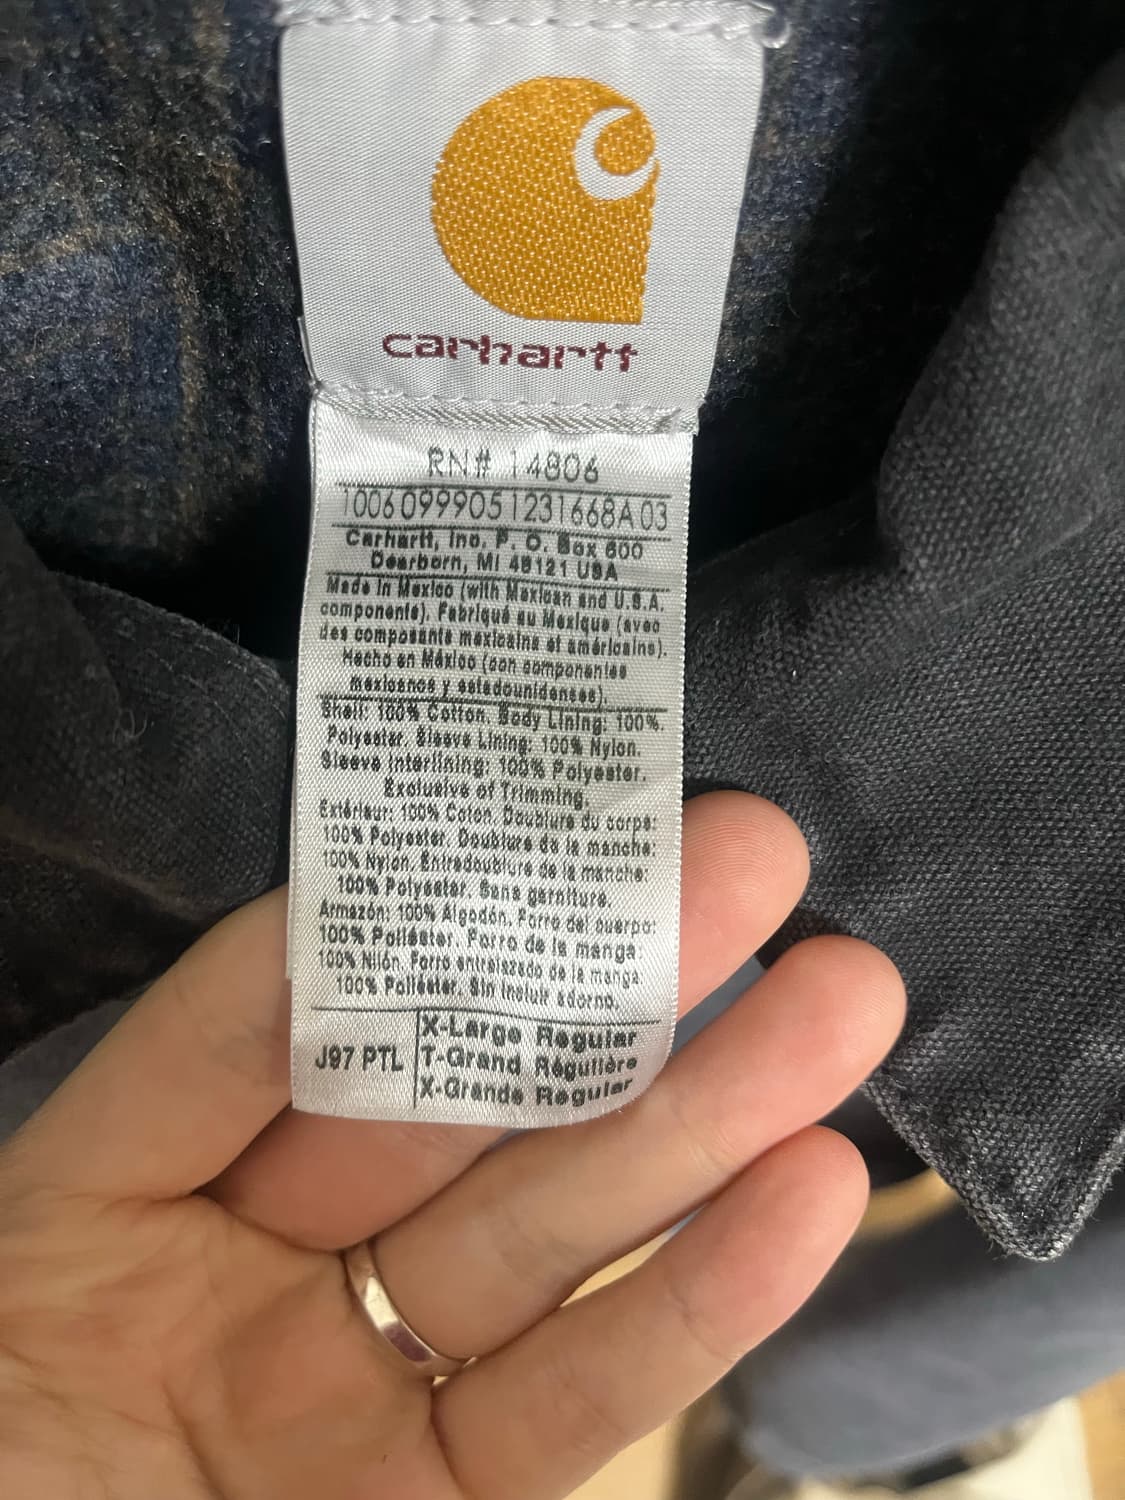 carhartt
RN# 14806
10060999051231668A03
Carhartt, Inc. P. O. Box 600
Dearborn, MI 48121 USA
Made in Mexico (with Mexican and U.S.A.
components). Fabriqué au Mexique (avec
des composants mexicains et américains).
Hecho en México (con componentes
mexicanos y estadounidenses).
Shell: 100% Cotton. Body Lining: 100%.
Polyester. Sleeve Lining: 100% Nylon.
Sleeve Interlining: 100% Polyester.
Exclusive of Trimming.
Extérieur: 100% Coton. Doublure du corps:
100% Polyester. Doublure de la manche:
100% Nylon. Entredoublure de la manche:
100% Polyester. Sans garniture.
Armazón: 100% Algodón. Forro del cuerpo:
100% Poliéster. Forro de la manga:
100% Nilón. Forro entrelazado de la manga
100% Poliéster. Sin incluir adorno.
J97 PTL
X-Large Regular
T-Grand Régulière
X-Grande Regular